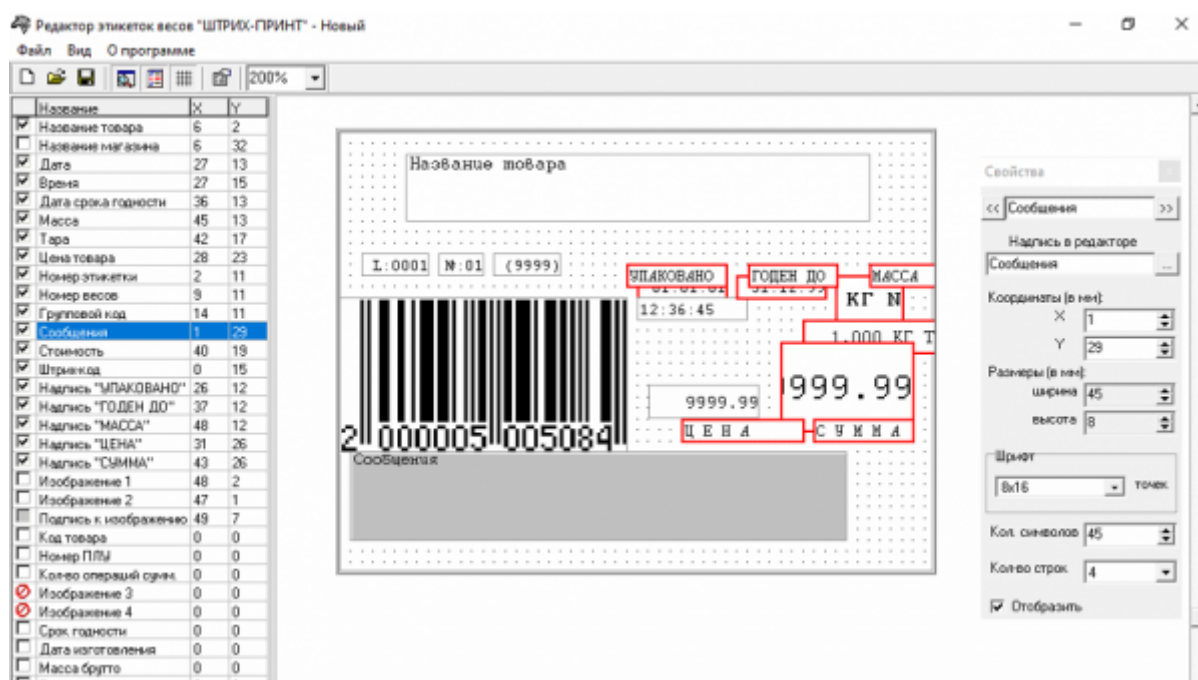 Редактор этикеток весов "ШТРИХ-ПРИНТ" - Новый
Файл Вид О программе
200%
Название X Y
Название товара 6 2
Название магазина 6 32
Дата 27 13
Время 27 15
Дата срока годности 36 13
Масса 45 13
Тара 42 17
Цена товара 28 23
Номер этикетки 2 11
Номер весов 9 11
Групповой код 14 11
Сообщения 1 29
Стоимость 40 19
Штрих-код 0 15
Надпись "УПАКОВАНО" 26 12
Надпись "ГОДЕН ДО" 37 12
Надпись "МАССА" 48 12
Надпись "ЦЕНА" 31 26
Надпись "СУММА" 43 26
Изображение 1 48 2
Изображение 2 47 1
Подпись к изображению 49 7
Код товара 0 0
Номер ПЛУ 0 0
Кол-во операций сумм. 0 0
Изображение 3 0 0
Изображение 4 0 0
Срок годности 0 0
Дата изготовления 0 0
Масса брутто 0 0
Название товара
L:0001 №:01 (9999)
УПАКОВАНО ГОДЕН ДО МАССА
12:36:45
КГ N
1.000 КГ Т
9999.99
9999.99
ЦЕНА СУММА
2 000005 005084
Сообщения
Свойства
<< Сообщения >>
Надпись в редакторе
Сообщения ...
Координаты (в мм):
X 1
Y 29
Размеры (в мм):
ширина 45
высота 8
Шрифт
8x16 точек
Кол. символов 45
Кол-во строк 4
Отобразить